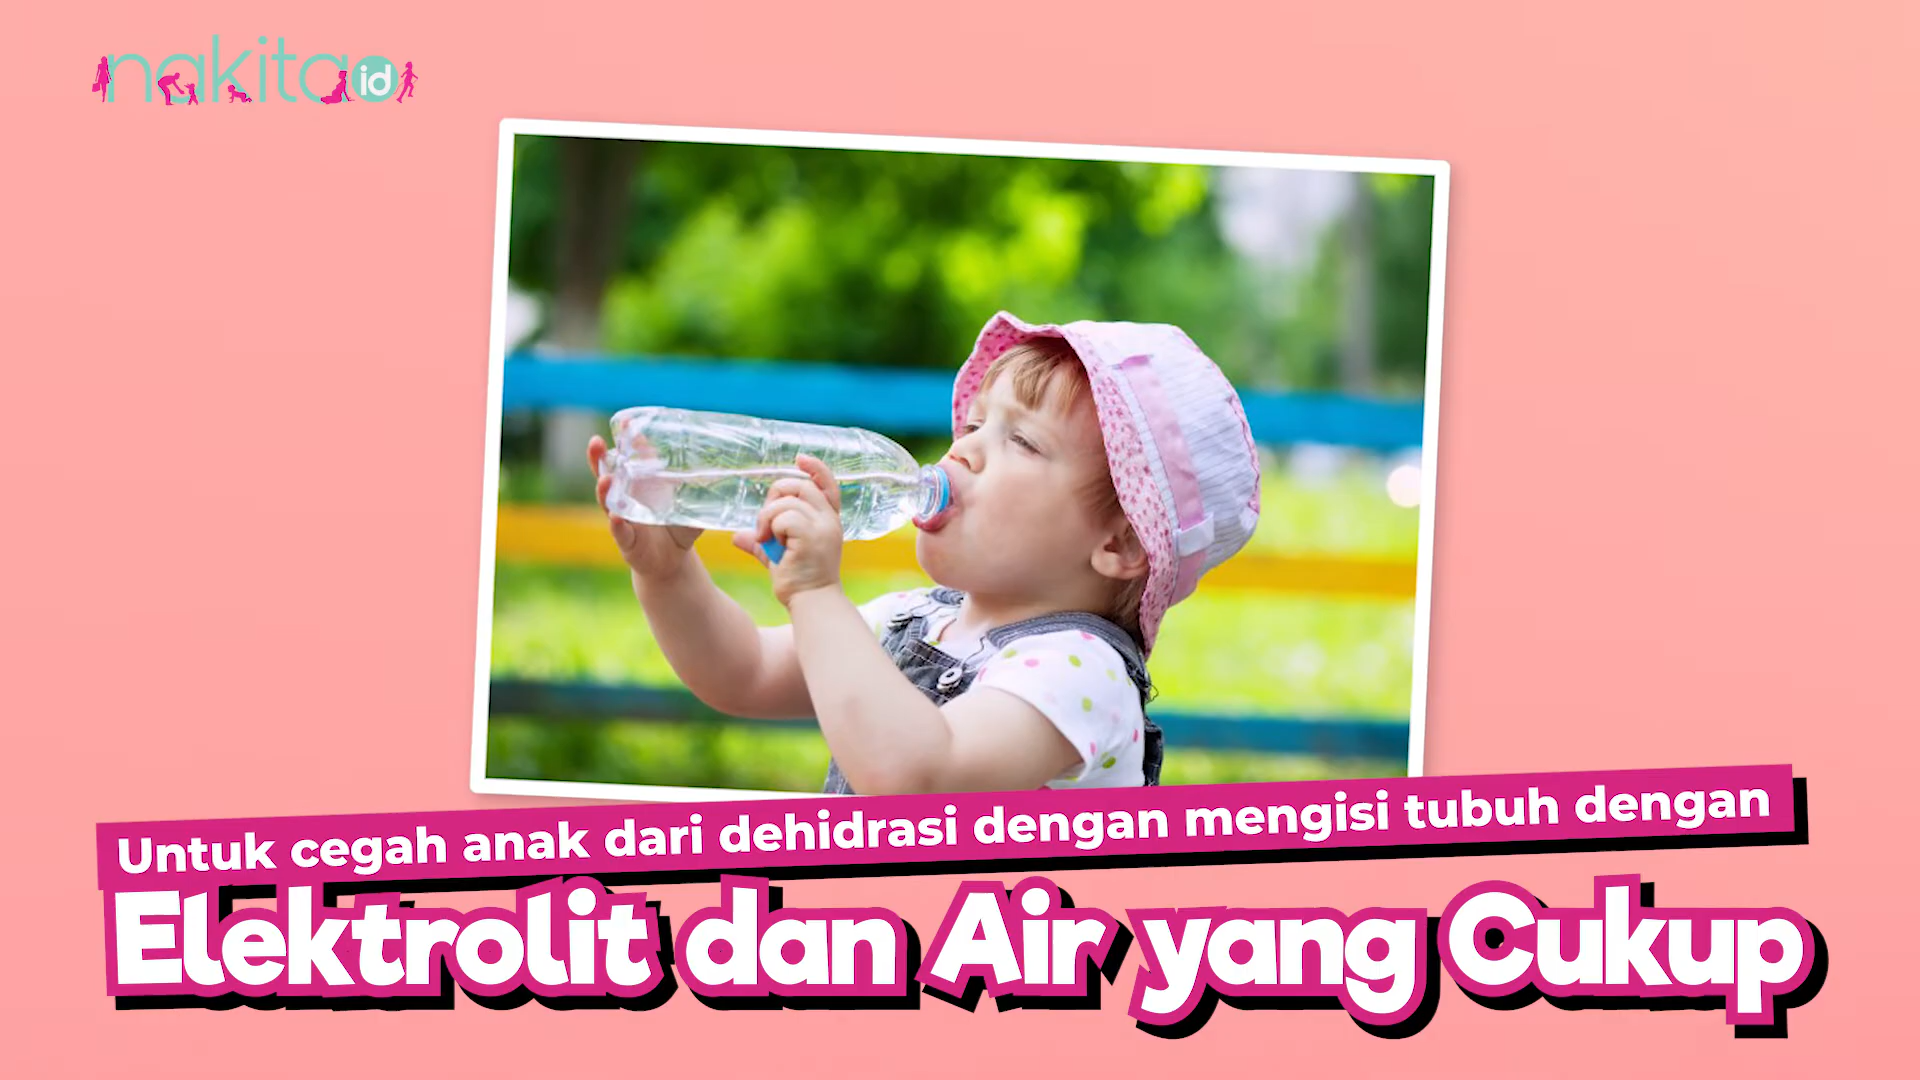 nakita id
Untuk cegah anak dari dehidrasi dengan mengisi tubuh dengan
Elektrolit dan Air yang Cukup